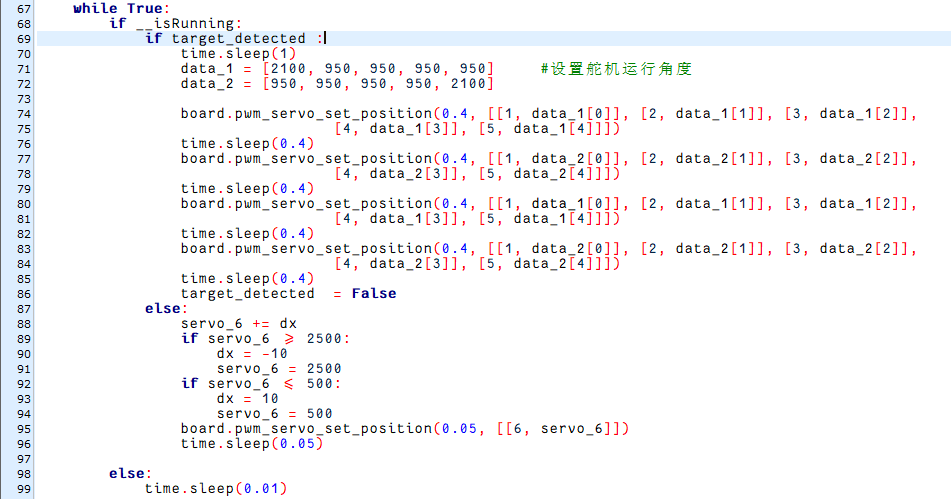 67 while True:
68 if __isRunning:
69 if target_detected :
70 time.sleep(1)
71 data_1 = [2100, 950, 950, 950, 950] #设置舵机运行角度
72 data_2 = [950, 950, 950, 950, 2100]
73
74 board.pwm_servo_set_position(0.4, [[1, data_1[0]], [2, data_1[1]], [3, data_1[2]],
75 [4, data_1[3]], [5, data_1[4]]])
76 time.sleep(0.4)
77 board.pwm_servo_set_position(0.4, [[1, data_2[0]], [2, data_2[1]], [3, data_2[2]],
78 [4, data_2[3]], [5, data_2[4]]])
79 time.sleep(0.4)
80 board.pwm_servo_set_position(0.4, [[1, data_1[0]], [2, data_1[1]], [3, data_1[2]],
81 [4, data_1[3]], [5, data_1[4]]])
82 time.sleep(0.4)
83 board.pwm_servo_set_position(0.4, [[1, data_2[0]], [2, data_2[1]], [3, data_2[2]],
84 [4, data_2[3]], [5, data_2[4]]])
85 time.sleep(0.4)
86 target_detected = False
87 else:
88 servo_6 += dx
89 if servo_6 ⩾ 2500:
90 dx = -10
91 servo_6 = 2500
92 if servo_6 ⩽ 500:
93 dx = 10
94 servo_6 = 500
95 board.pwm_servo_set_position(0.05, [[6, servo_6]])
96 time.sleep(0.05)
97
98 else:
99 time.sleep(0.01)